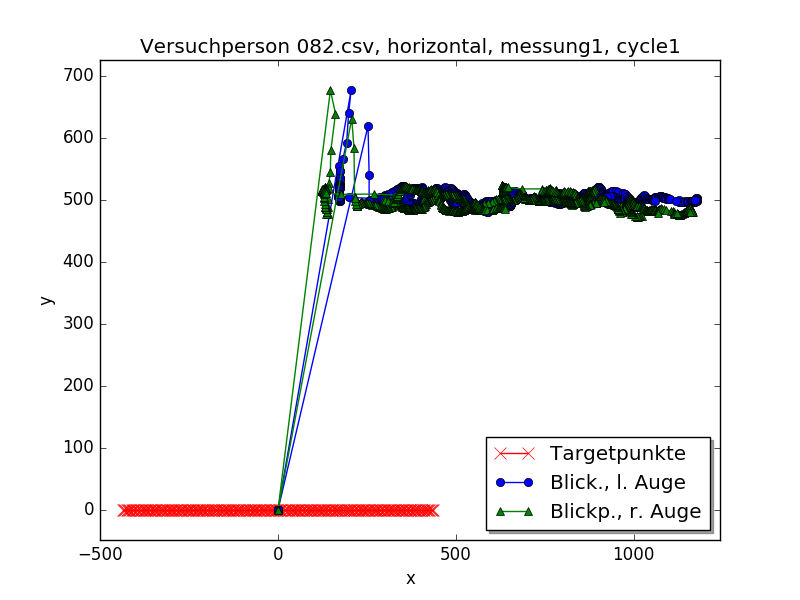 Versuchperson 082.csv, horizontal, messung1, cycle1
700
600
500
400
300
200
100
0
y
−500 0 500 1000
x
Targetpunkte
Blick., l. Auge
Blickp., r. Auge